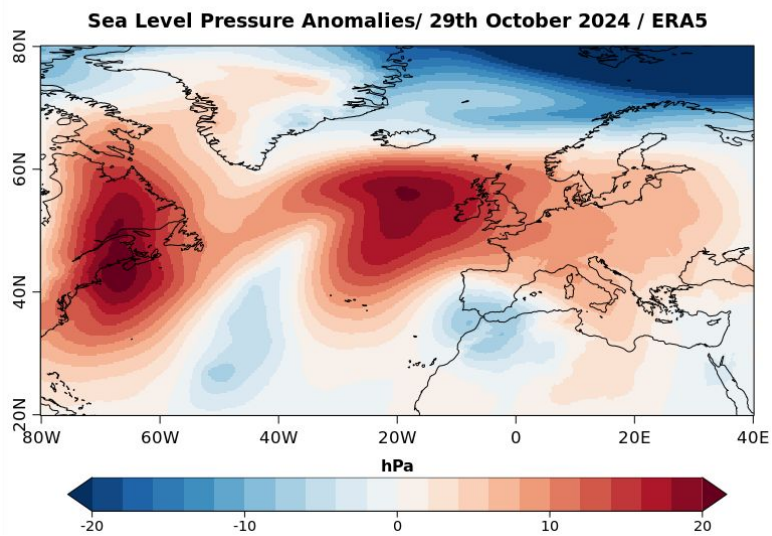 Sea Level Pressure Anomalies/ 29th October 2024 / ERA5
80N
60N
40N
20N
80W 60W 40W 20W 0 20E 40E
hPa
-20 -10 0 10 20